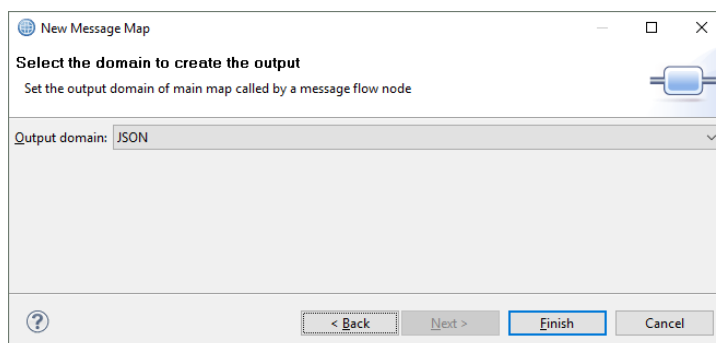 New Message Map
Select the domain to create the output
Set the output domain of main map called by a message flow node
Output domain: JSON
? < Back Next > Finish Cancel